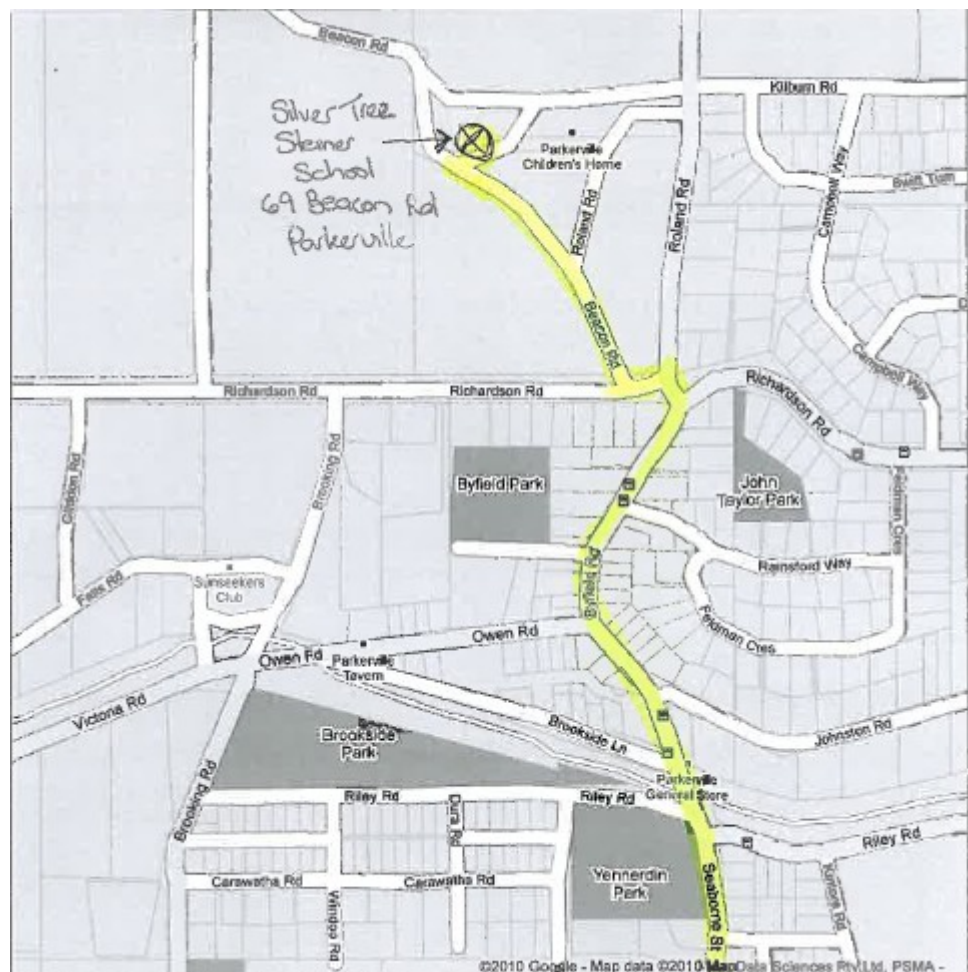 Beacon Rd
Kilburn Rd
Silver Tree
Steiner
School
69 Beacon Rd
Parkerville
Parkerville
Children's Home
Campbell Way
Roland Rd
Roland Rd
Beacon Rd
Campbell Way
Richardson Rd
Richardson Rd
Richardson Rd
Clifton Rd
Brooking Rd
Byfield Park
John
Taylor Park
Feldman Cres
Falls Rd
Sunseekers
Club
Byfield Rd
Rainsford Way
Feldman Cres
Owen Rd
Owen Rd
Parkerville
Tavern
Victoria Rd
Brookside
Park
Brookside Ln
Johnston Rd
Parkerville
General Store
Brooking Rd
Riley Rd
Riley Rd
Riley Rd
Dura Rd
Carawatha Rd
Carawatha Rd
Windoo Rd
Yennerdin
Park
Seaborne St
©2010 Google - Map data ©2010 MapData Sciences Pty Ltd, PSMA -